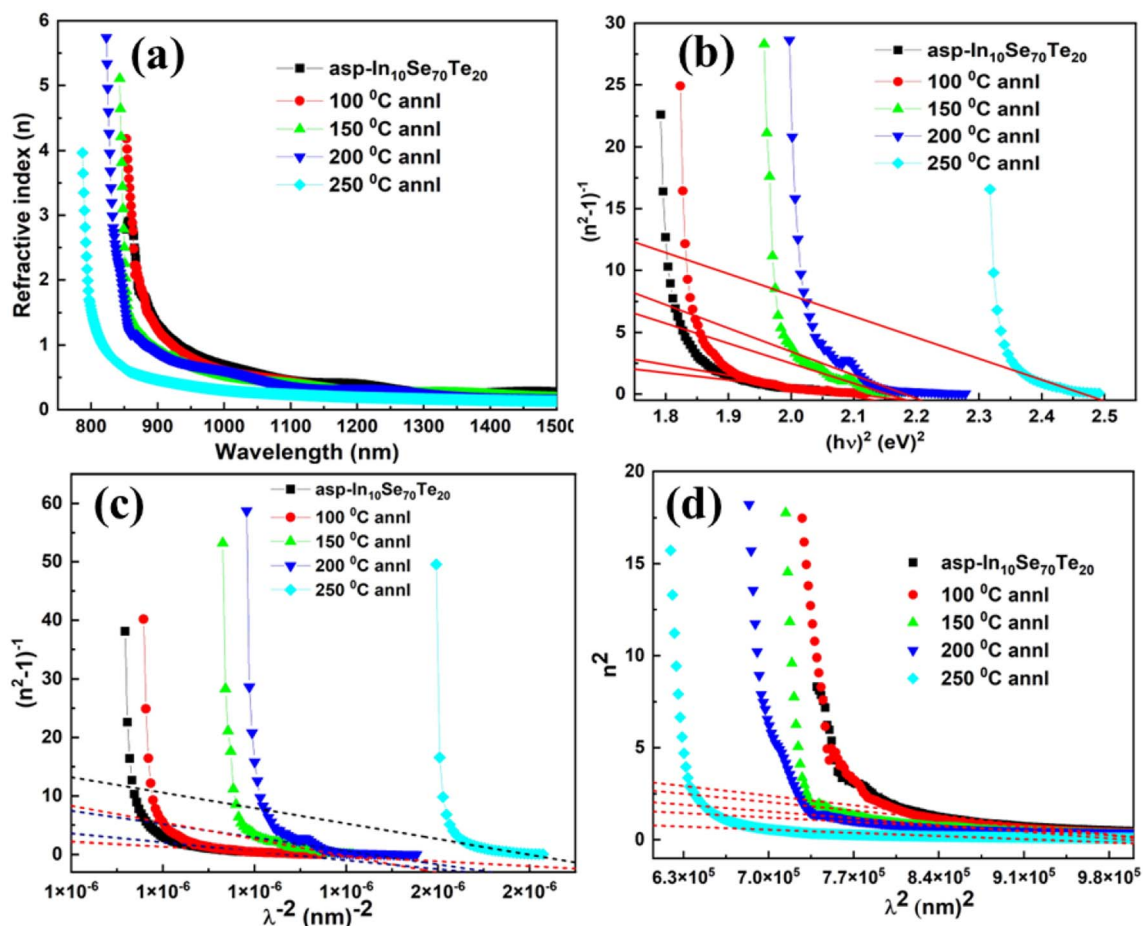 (a)
asp-In₁₀Se₇₀Te₂₀
100 ⁰C annl
150 ⁰C annl
200 ⁰C annl
250 ⁰C annl
6
5
4
3
2
1
0
Refractive index (n)
800 900 1000 1100 1200 1300 1400 1500
Wavelength (nm)
(b)
asp-In₁₀Se₇₀Te₂₀
100 ⁰C annl
150 ⁰C annl
200 ⁰C annl
250 ⁰C annl
30
25
20
15
10
5
0
(n²-1)⁻¹
1.8 1.9 2.0 2.1 2.2 2.3 2.4 2.5
(hν)² (eV)²
(c)
asp-In₁₀Se₇₀Te₂₀
100 ⁰C annl
150 ⁰C annl
200 ⁰C annl
250 ⁰C annl
60
50
40
30
20
10
0
(n²-1)⁻¹
1×10⁻⁶ 1×10⁻⁶ 1×10⁻⁶ 1×10⁻⁶ 2×10⁻⁶ 2×10⁻⁶
λ⁻² (nm)⁻²
(d)
asp-In₁₀Se₇₀Te₂₀
100 ⁰C annl
150 ⁰C annl
200 ⁰C annl
250 ⁰C annl
20
15
10
5
0
n²
6.3×10⁵ 7.0×10⁵ 7.7×10⁵ 8.4×10⁵ 9.1×10⁵ 9.8×10⁵
λ² (nm)²